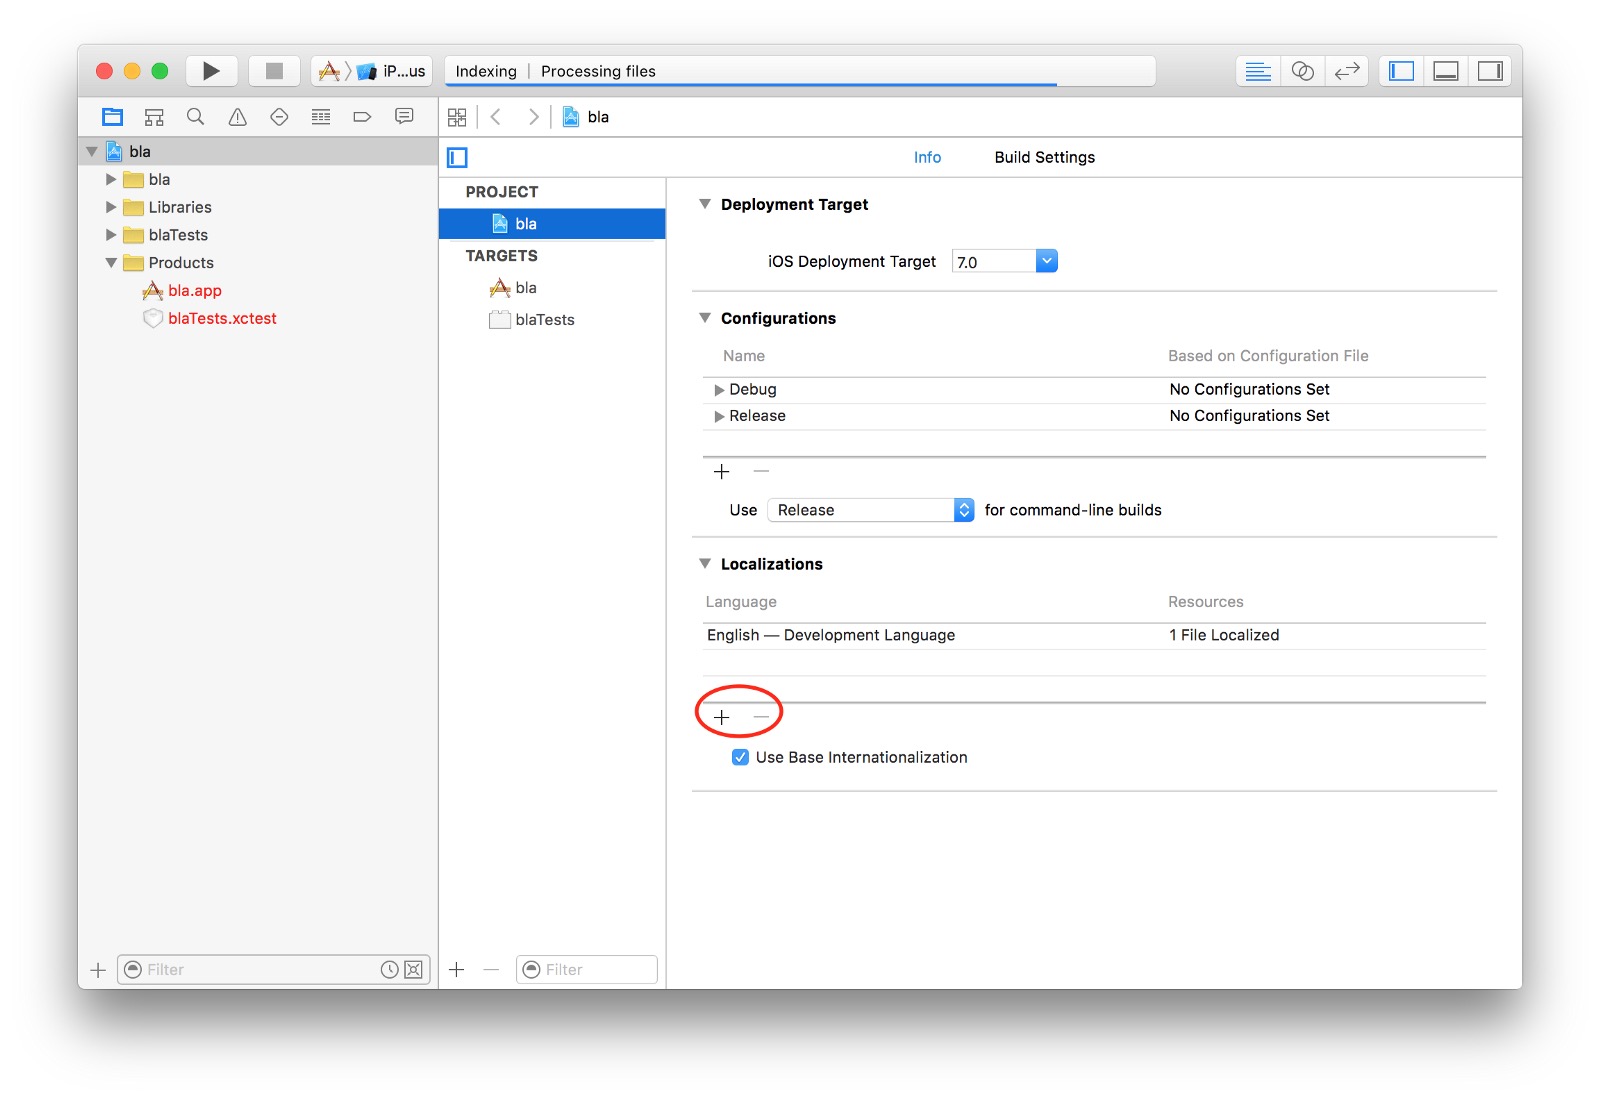 iP...us
Indexing | Processing files
bla
bla
bla
Libraries
blaTests
Products
bla.app
blaTests.xctest
Filter
Info Build Settings
PROJECT
bla
TARGETS
bla
blaTests
Filter
Deployment Target
iOS Deployment Target 7.0
Configurations
Name Based on Configuration File
Debug No Configurations Set
Release No Configurations Set
Use Release for command-line builds
Localizations
Language Resources
English — Development Language 1 File Localized
Use Base Internationalization